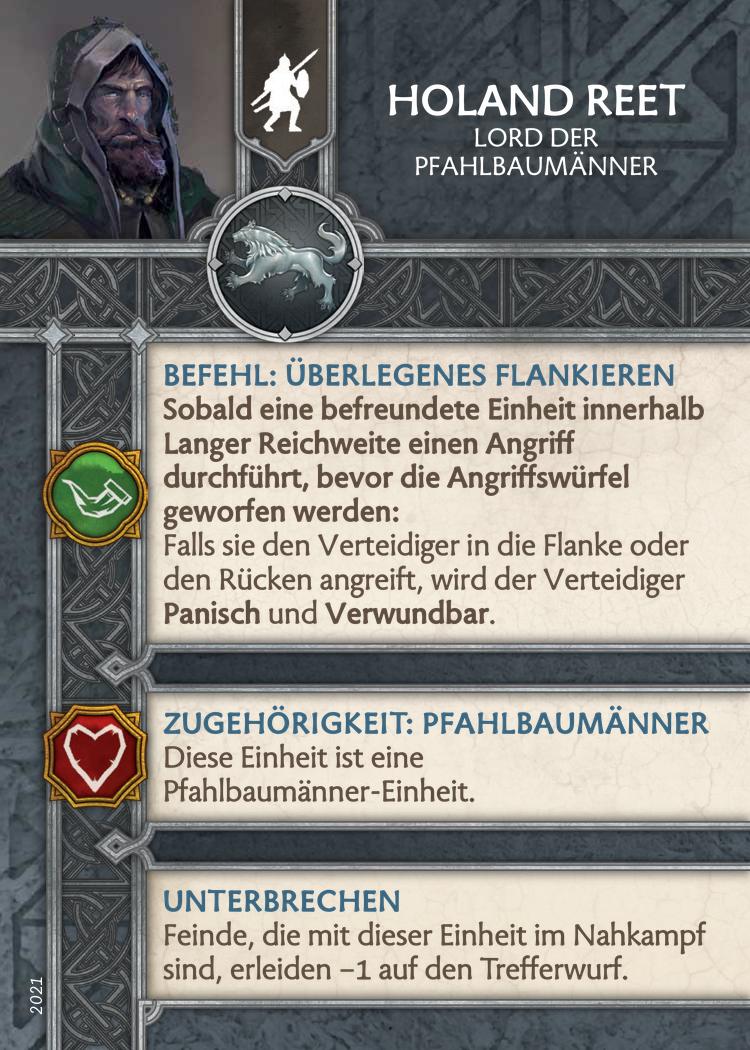 HOLAND REET
LORD DER
PFAHLBAUMÄNNER
BEFEHL: ÜBERLEGENES FLANKIEREN
Sobald eine befreundete Einheit innerhalb
Langer Reichweite einen Angriff
durchführt, bevor die Angriffswürfel
geworfen werden:
Falls sie den Verteidiger in die Flanke oder
den Rücken angreift, wird der Verteidiger
Panisch und Verwundbar.
ZUGEHÖRIGKEIT: PFAHLBAUMÄNNER
Diese Einheit ist eine
Pfahlbaumänner-Einheit.
UNTERBRECHEN
Feinde, die mit dieser Einheit im Nahkampf
sind, erleiden −1 auf den Trefferwurf.
2021